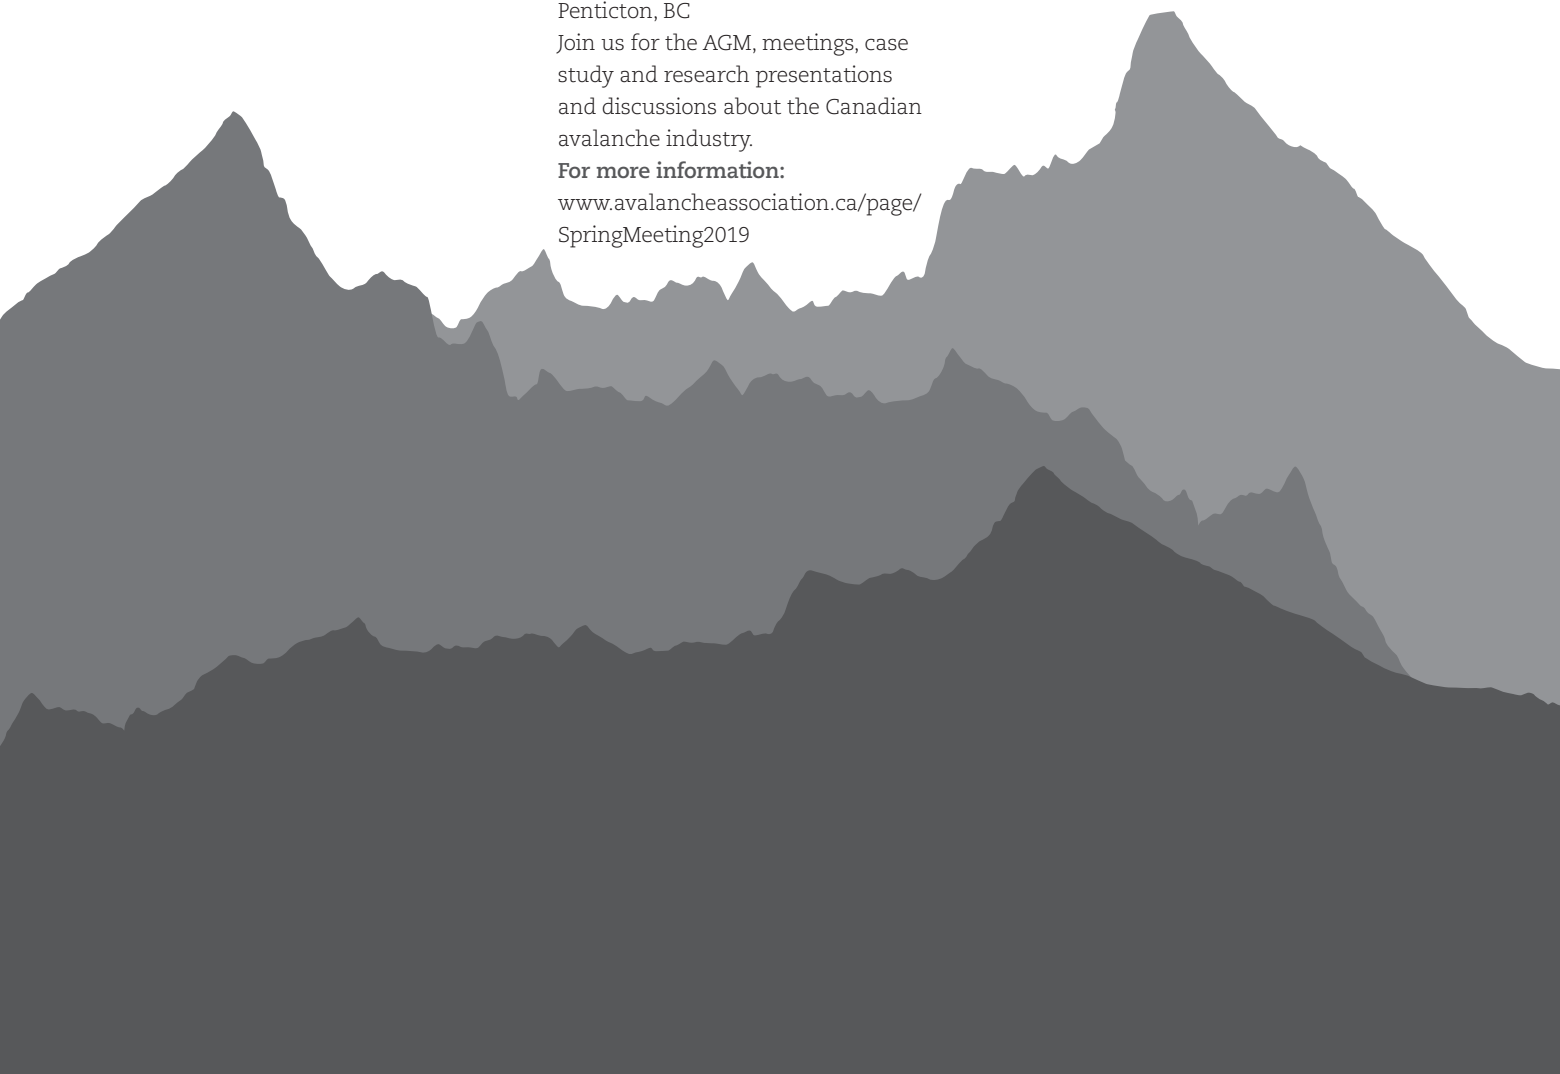 Penticton, BC
Join us for the AGM, meetings, case
study and research presentations
and discussions about the Canadian
avalanche industry.
For more information:
www.avalancheassociation.ca/page/
SpringMeeting2019